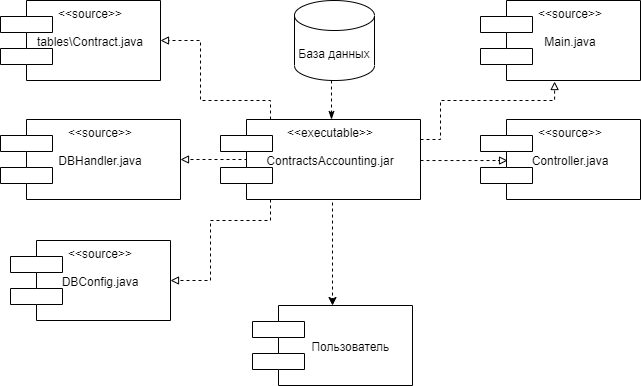 <<source>>
tables\Contract.java
База данных
<<source>>
Main.java
<<source>>
DBHandler.java
<<executable>>
ContractsAccounting.jar
<<source>>
Controller.java
<<source>>
DBConfig.java
Пользователь